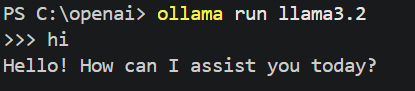 PS C:\openai> ollama run llama3.2
>>> hi
Hello! How can I assist you today?